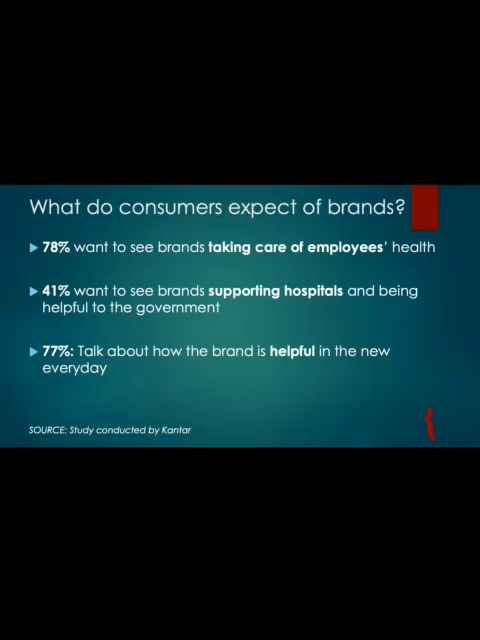 What do consumers expect of brands?
78% want to see brands taking care of employees' health
41% want to see brands supporting hospitals and being
helpful to the government
77%: Talk about how the brand is helpful in the new
everyday
SOURCE: Study conducted by Kantar